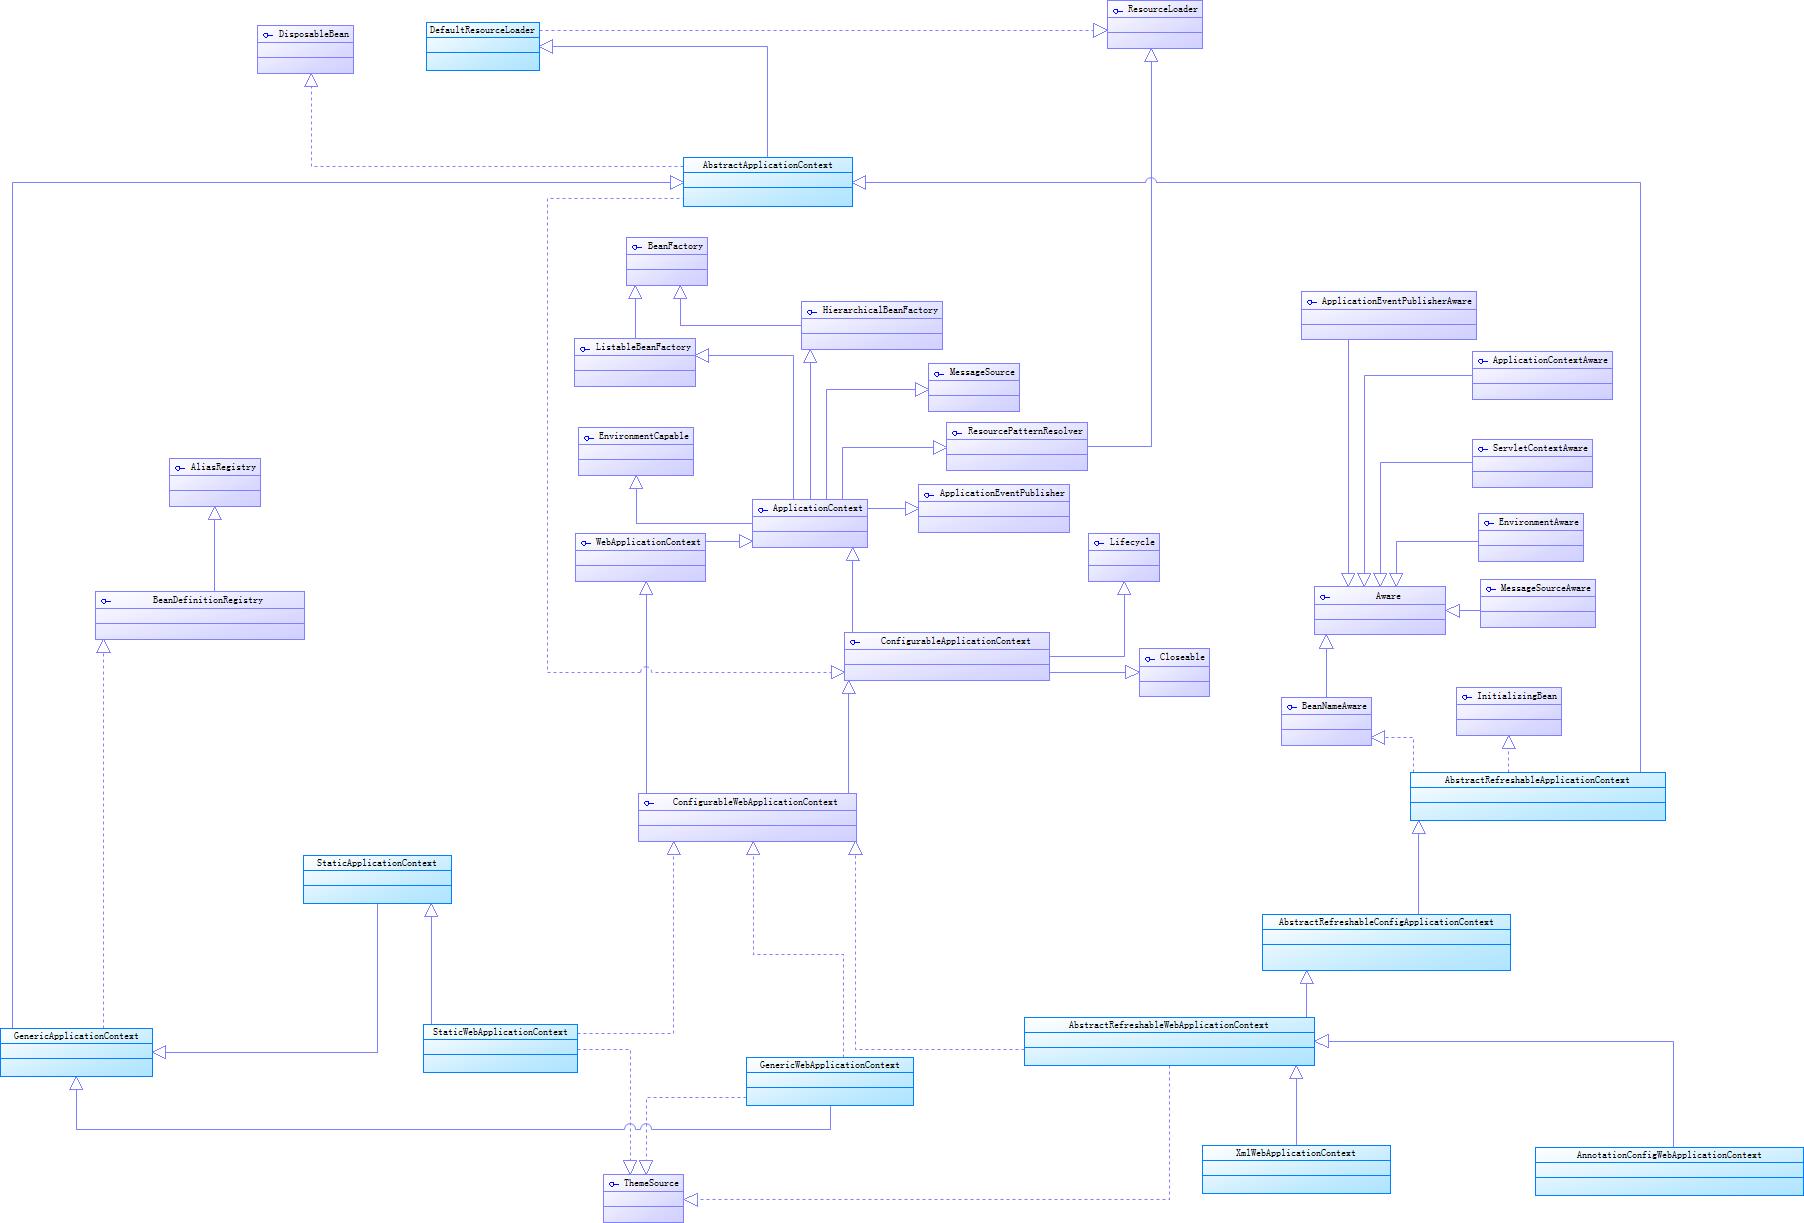 ResourceLoader
DefaultResourceLoader
DisposableBean
AbstractApplicationContext
BeanFactory
ApplicationEventPublisherAware
HierarchicalBeanFactory
ListableBeanFactory
ApplicationContextAware
MessageSource
ResourcePatternResolver
EnvironmentCapable
ServletContextAware
AliasRegistry
ApplicationEventPublisher
ApplicationContext
EnvironmentAware
WebApplicationContext
Lifecycle
MessageSourceAware
Aware
BeanDefinitionRegistry
ConfigurableApplicationContext
Closeable
InitializingBean
BeanNameAware
AbstractRefreshableApplicationContext
ConfigurableWebApplicationContext
StaticApplicationContext
AbstractRefreshableConfigApplicationContext
AbstractRefreshableWebApplicationContext
StaticWebApplicationContext
GenericApplicationContext
GenericWebApplicationContext
XmlWebApplicationContext
AnnotationConfigWebApplicationContext
ThemeSource